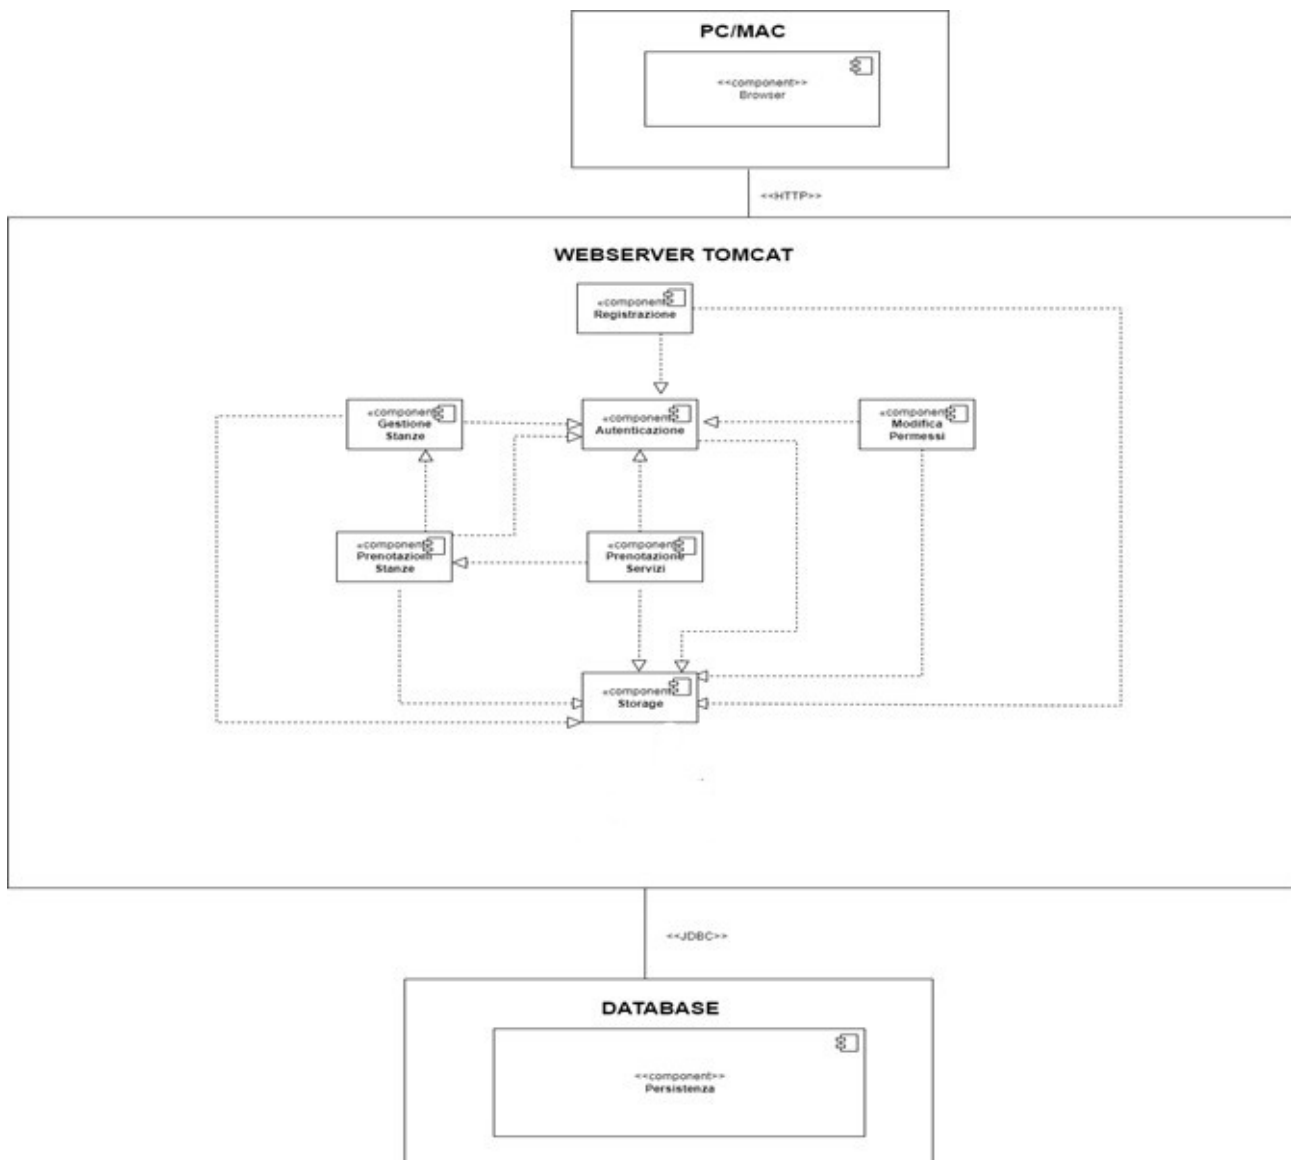 PC/MAC
<<component>>
Browser
<<HTTP>>
WEBSERVER TOMCAT
«component
Registrazione
«component
Gestione
Stanze
«component
Autenticazione
«component
Modifica
Permessi
«component
Prenotazioni
Stanze
«component
Prenotazione
Servizi
«component
Storage
<<JDBC>>
DATABASE
<<component>>
Persistenza